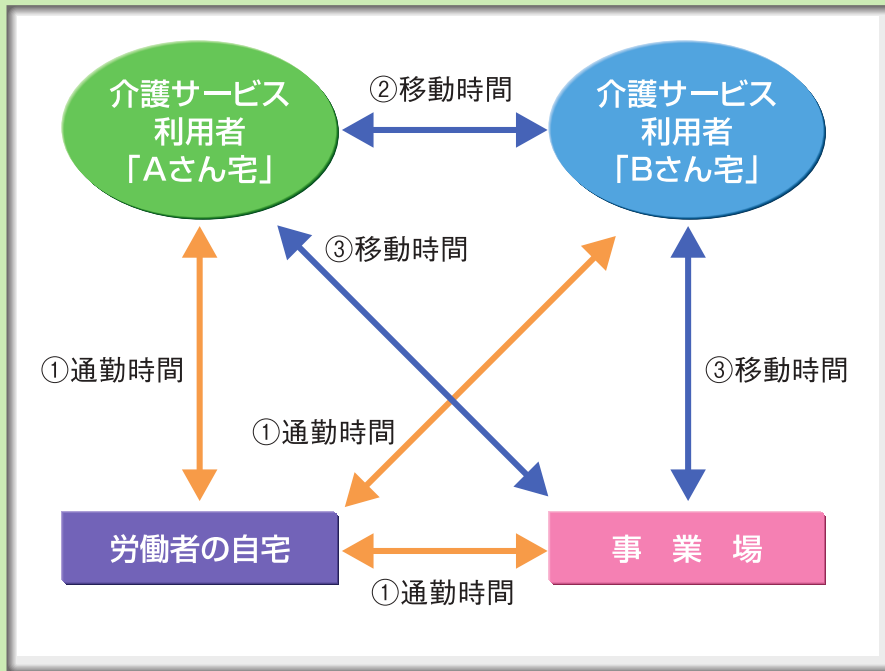 介護サービス
利用者
「Aさん宅」
②移動時間
介護サービス
利用者
「Bさん宅」
③移動時間
①通勤時間
③移動時間
①通勤時間
労働者の自宅
事 業 場
①通勤時間